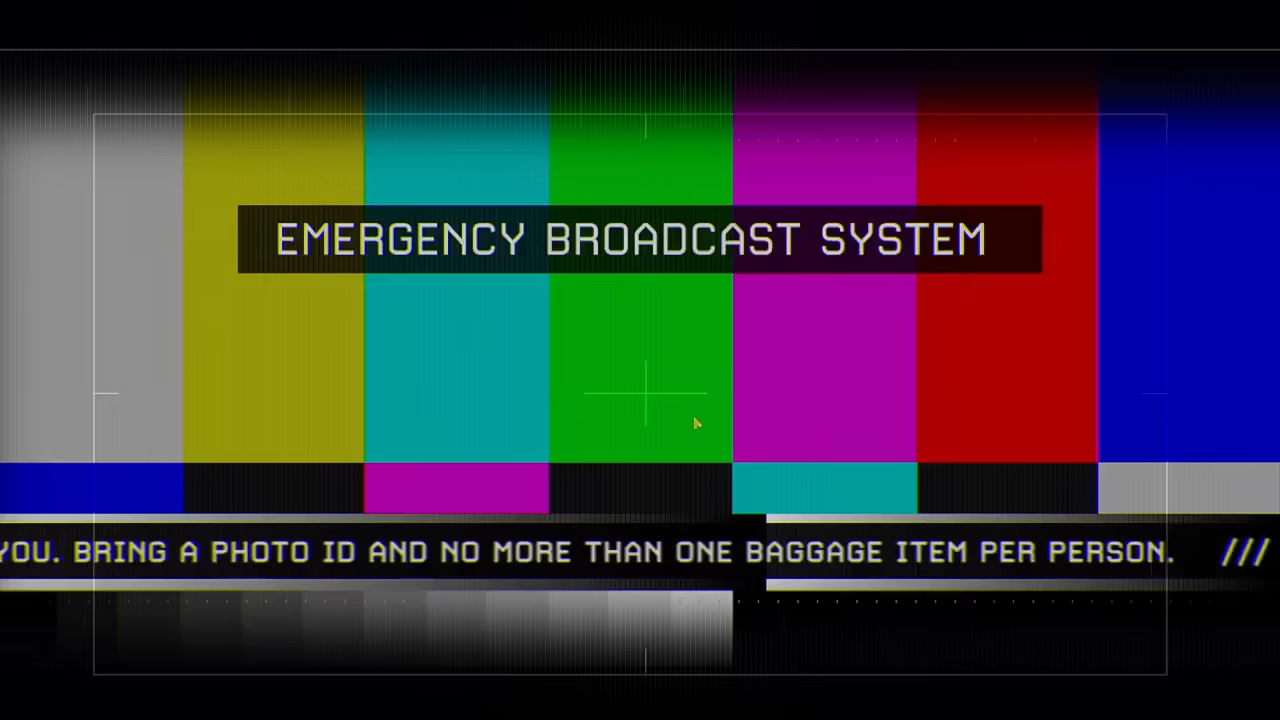 EMERGENCY BROADCAST SYSTEM
YOU. BRING A PHOTO ID AND NO MORE THAN ONE BAGGAGE ITEM PER PERSON. ///